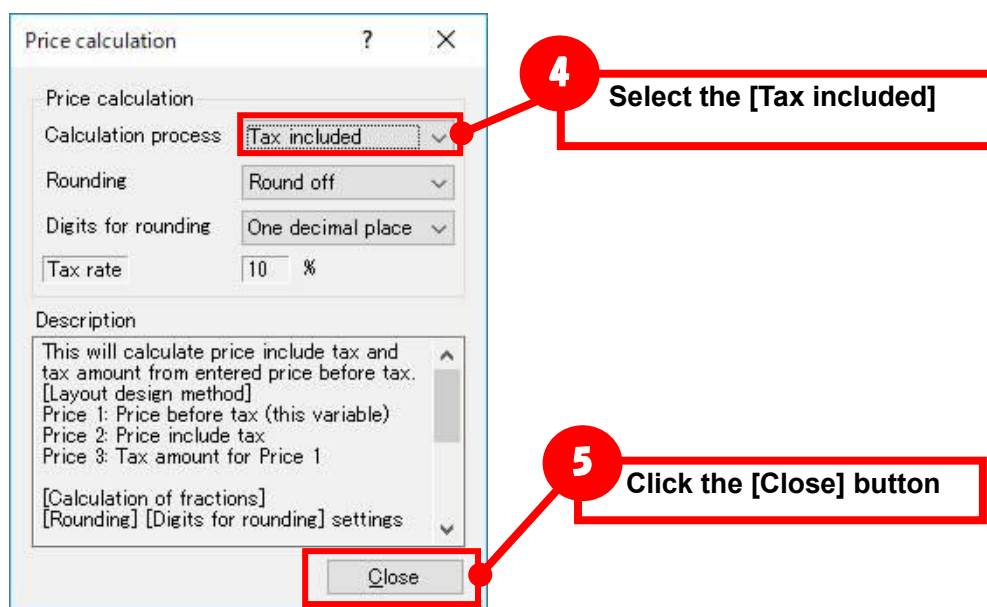 Price calculation ? ×
4
Select the [Tax included]
Price calculation
Calculation process Tax included
Rounding Round off
Digits for rounding One decimal place
Tax rate 10 %
Description
This will calculate price include tax and
tax amount from entered price before tax.
[Layout design method]
Price 1: Price before tax (this variable)
Price 2: Price include tax
Price 3: Tax amount for Price 1
[Calculation of fractions]
[Rounding] [Digits for rounding] settings
5
Click the [Close] button
Close